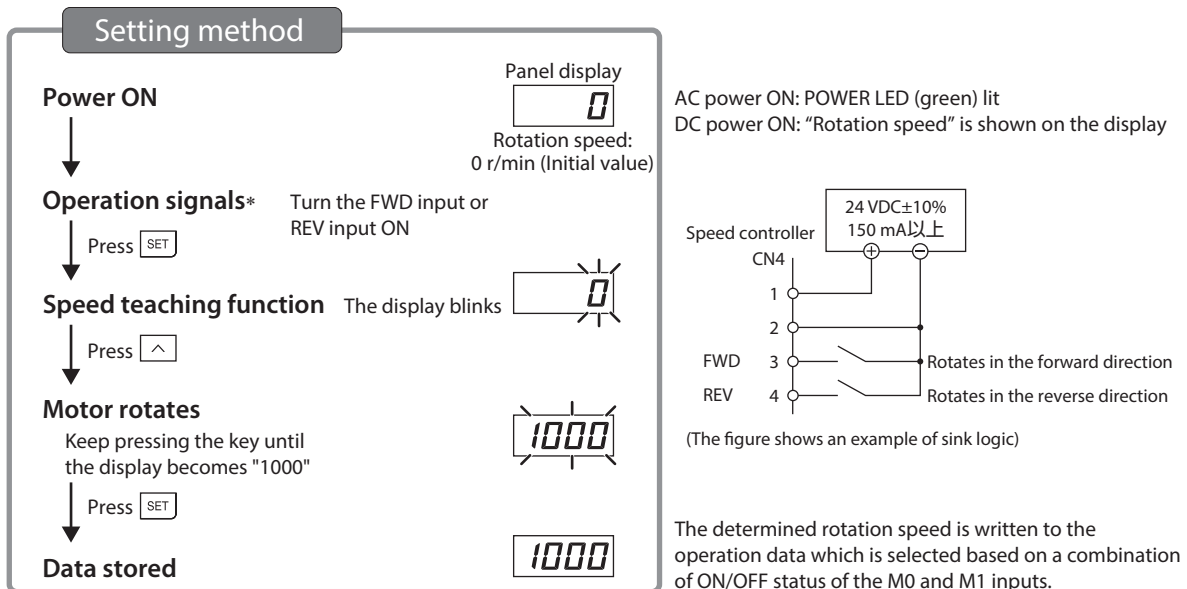 Setting method
Power ON
Panel display
0
Rotation speed:
0 r/min (Initial value)
AC power ON: POWER LED (green) lit
DC power ON: “Rotation speed” is shown on the display
Operation signals*
Turn the FWD input or
REV input ON
Press SET
Speed teaching function The display blinks
0
Press ^
Motor rotates
Keep pressing the key until
the display becomes "1000"
1000
Press SET
Data stored
1000
24 VDC±10%
150 mA以上
Speed controller
CN4
+ −
1
2
FWD 3 Rotates in the forward direction
REV 4 Rotates in the reverse direction
(The figure shows an example of sink logic)
The determined rotation speed is written to the
operation data which is selected based on a combination
of ON/OFF status of the M0 and M1 inputs.